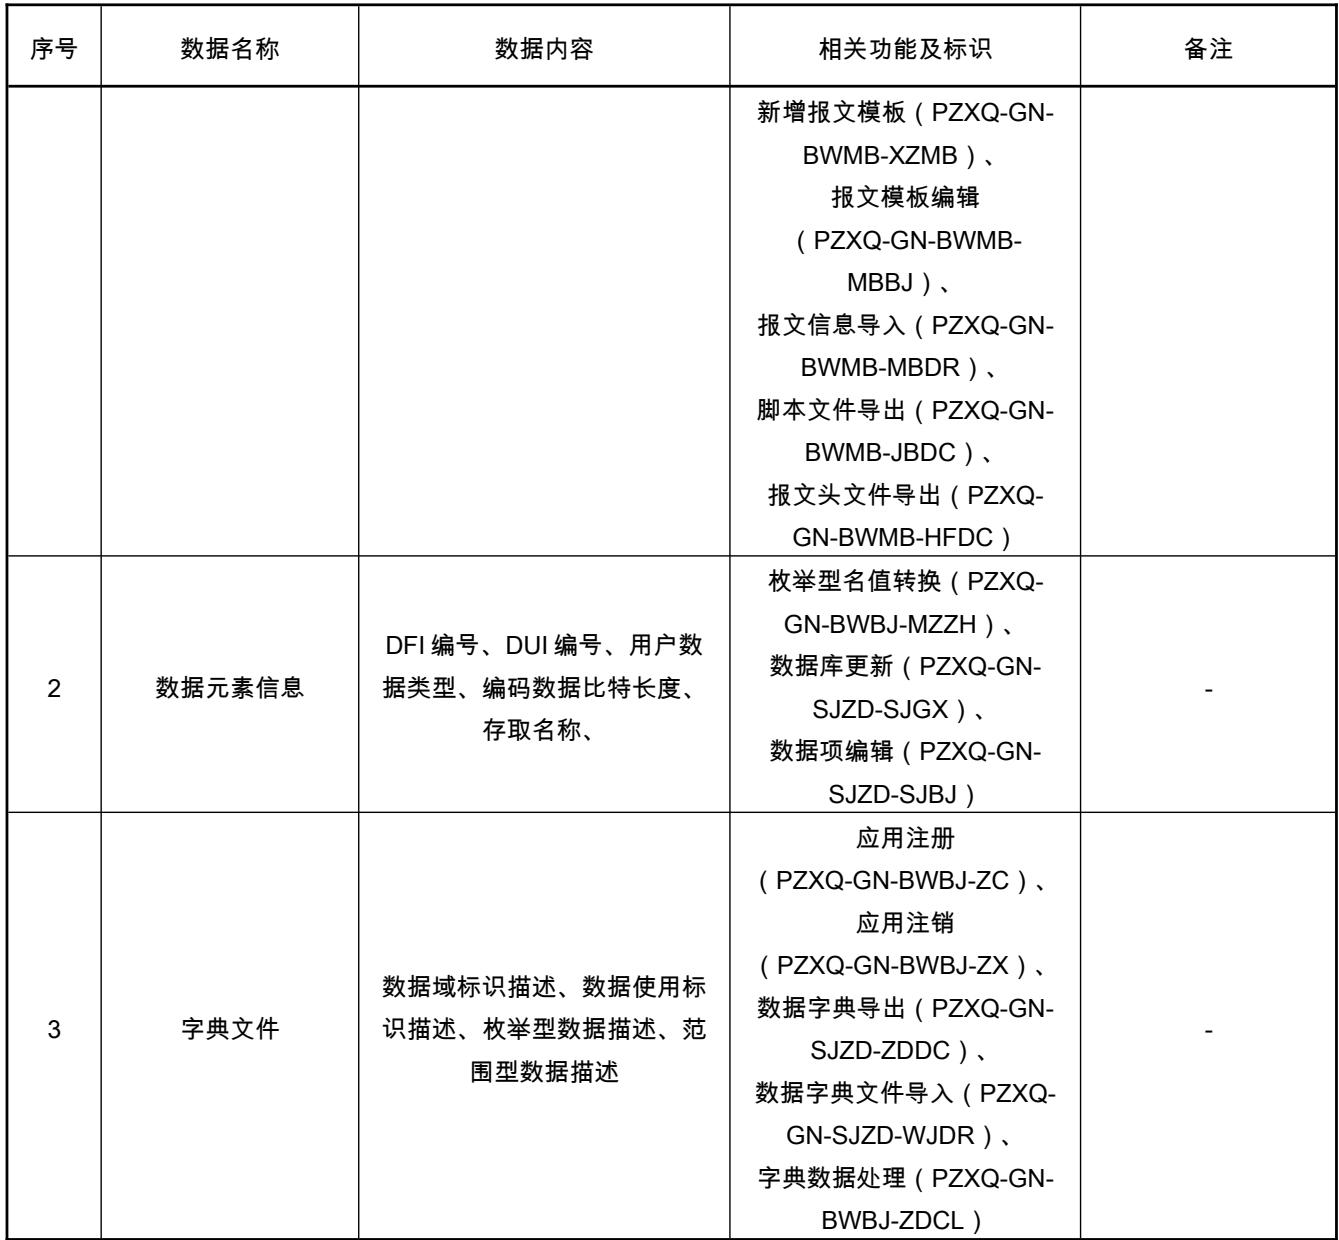 序号 数据名称 数据内容 相关功能及标识 备注
新增报文模板（PZXQ-GN-
BWMB-XZMB）、
报文模板编辑
（PZXQ-GN-BWMB-
MBBJ）、
报文信息导入（PZXQ-GN-
BWMB-MBDR）、
脚本文件导出（PZXQ-GN-
BWMB-JBDC）、
报文头文件导出（PZXQ-
GN-BWMB-HFDC）
2
数据元素信息
DFI 编号、DUI 编号、用户数
据类型、编码数据比特长度、
存取名称、
枚举型名值转换（PZXQ-
GN-BWBJ-MZZH）、
数据库更新（PZXQ-GN-
SJZD-SJGX）、
数据项编辑（PZXQ-GN-
SJZD-SJBJ）
-
3
字典文件
数据域标识描述、数据使用标
识描述、枚举型数据描述、范
围型数据描述
应用注册
（PZXQ-GN-BWBJ-ZC）、
应用注销
（PZXQ-GN-BWBJ-ZX）、
数据字典导出（PZXQ-GN-
SJZD-ZDDC）、
数据字典文件导入（PZXQ-
GN-SJZD-WJDR）、
字典数据处理（PZXQ-GN-
BWBJ-ZDCL）
-